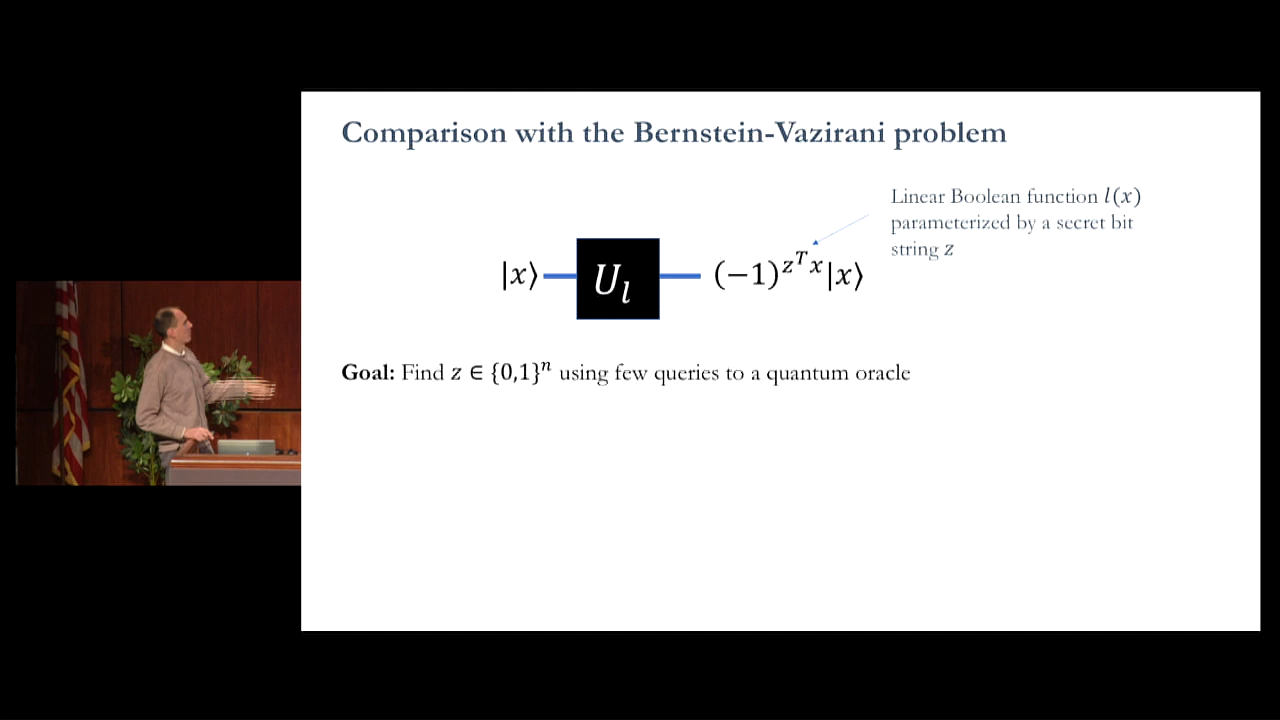 Comparison with the Bernstein-Vazirani problem
Linear Boolean function l(x)
parameterized by a secret bit
string z
|x⟩ U_l (−1)^{z^T x}|x⟩
Goal: Find z ∈ {0,1}^n using few queries to a quantum oracle